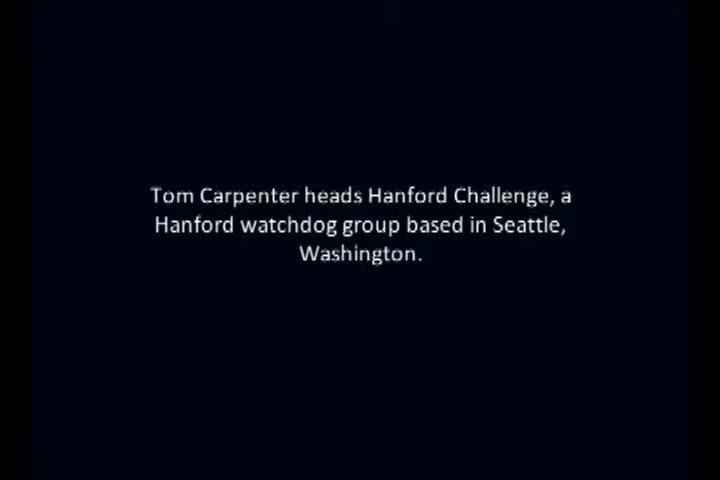 Tom Carpenter heads Hanford Challenge, a
Hanford watchdog group based in Seattle,
Washington.